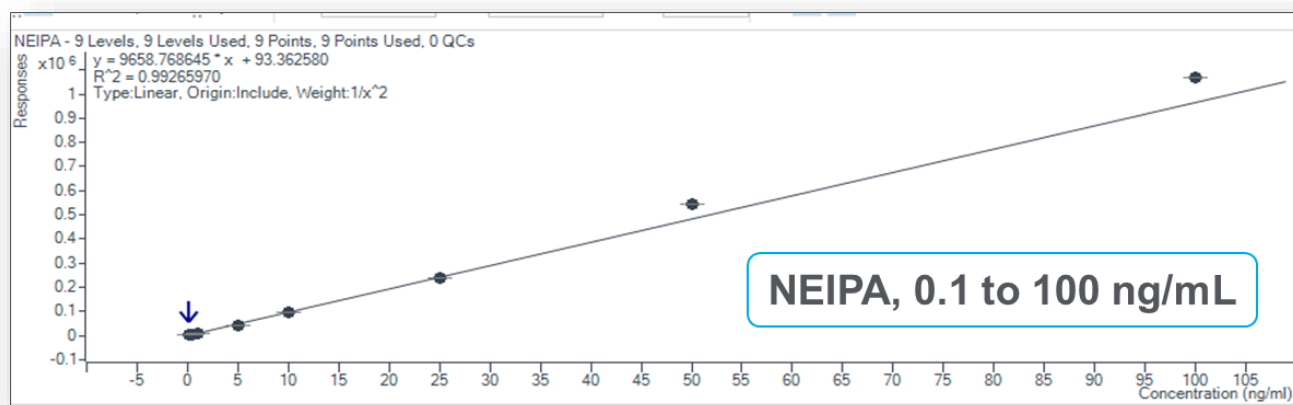 NEIPA - 9 Levels, 9 Levels Used, 9 Points, 9 Points Used, 0 QCs
y = 9658.768645 * x + 93.362580
R^2 = 0.99265970
Type:Linear, Origin:Include, Weight:1/x^2
Responses
x10 6
1
0.9
0.8
0.7
0.6
0.5
0.4
0.3
0.2
0.1
0
-0.1
NEIPA, 0.1 to 100 ng/mL
-5 0 5 10 15 20 25 30 35 40 45 50 55 60 65 70 75 80 85 90 95 100 105
Concentration (ng/ml)